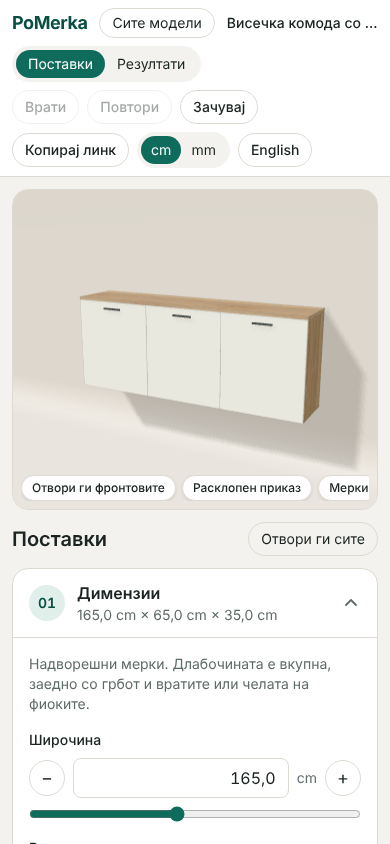 PoMerka Сите модели Висечка комода со ...
Поставки Резултати
Врати Повтори Зачувај
Копирај линк cm mm English
Отвори ги фронтовите Расклопен приказ Мерки
Поставки Отвори ги сите
01 Димензии
165,0 cm × 65,0 cm × 35,0 cm
Надворешни мерки. Длабочината е вкупна,
заедно со грбот и вратите или челата на
фиоките.
Широчина
− 165,0 cm +